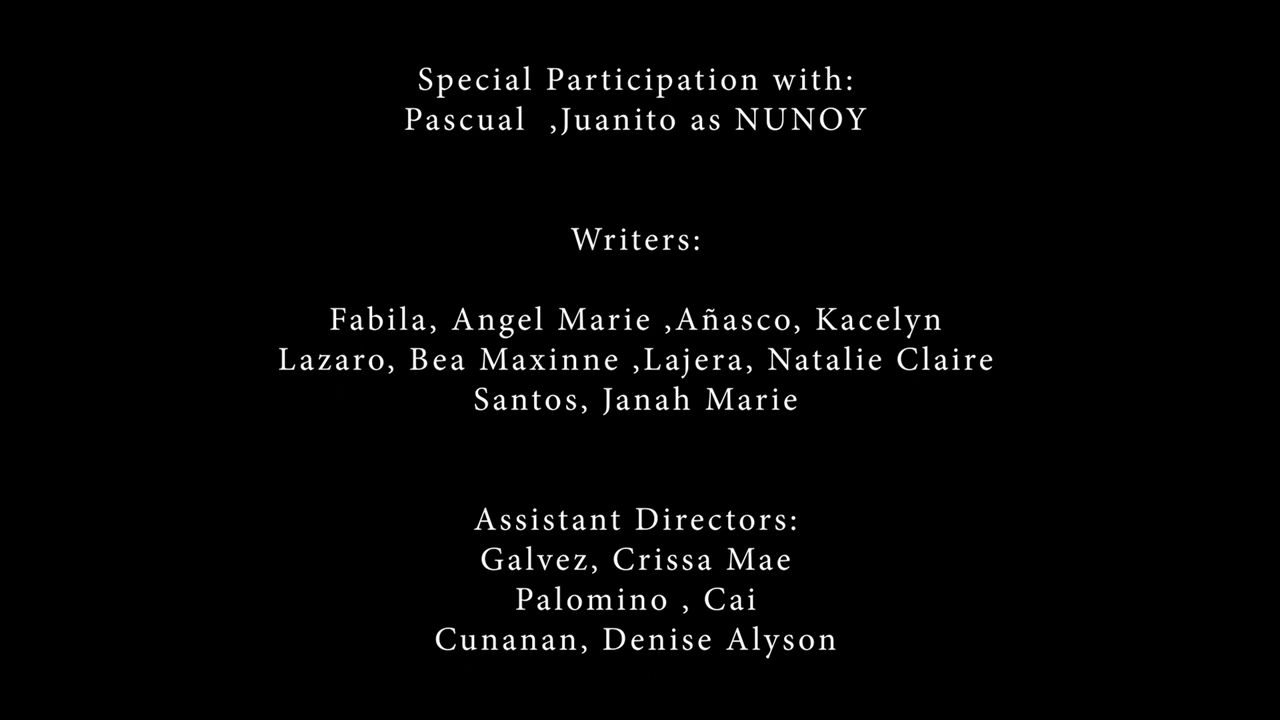 Special Participation with:
Pascual  ,Juanito as NUNOY
Writers:
Fabila, Angel Marie ,Añasco, Kacelyn
Lazaro, Bea Maxinne ,Lajera, Natalie Claire
Santos, Janah Marie
Assistant Directors:
Galvez, Crissa Mae
Palomino , Cai
Cunanan, Denise Alyson